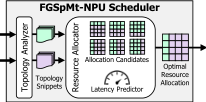 FGSpMt-NPU Scheduler
Topology Analyzer
Topology
Snippets
Resource Allocator
Allocation Candidates
Latency Predictor
Optimal
Resource
Allocation